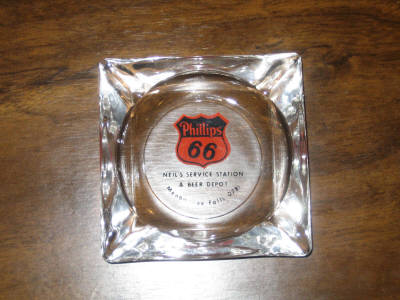 Phillips
66
NEIL'S SERVICE STATION
& BEER DEPOT
Falls